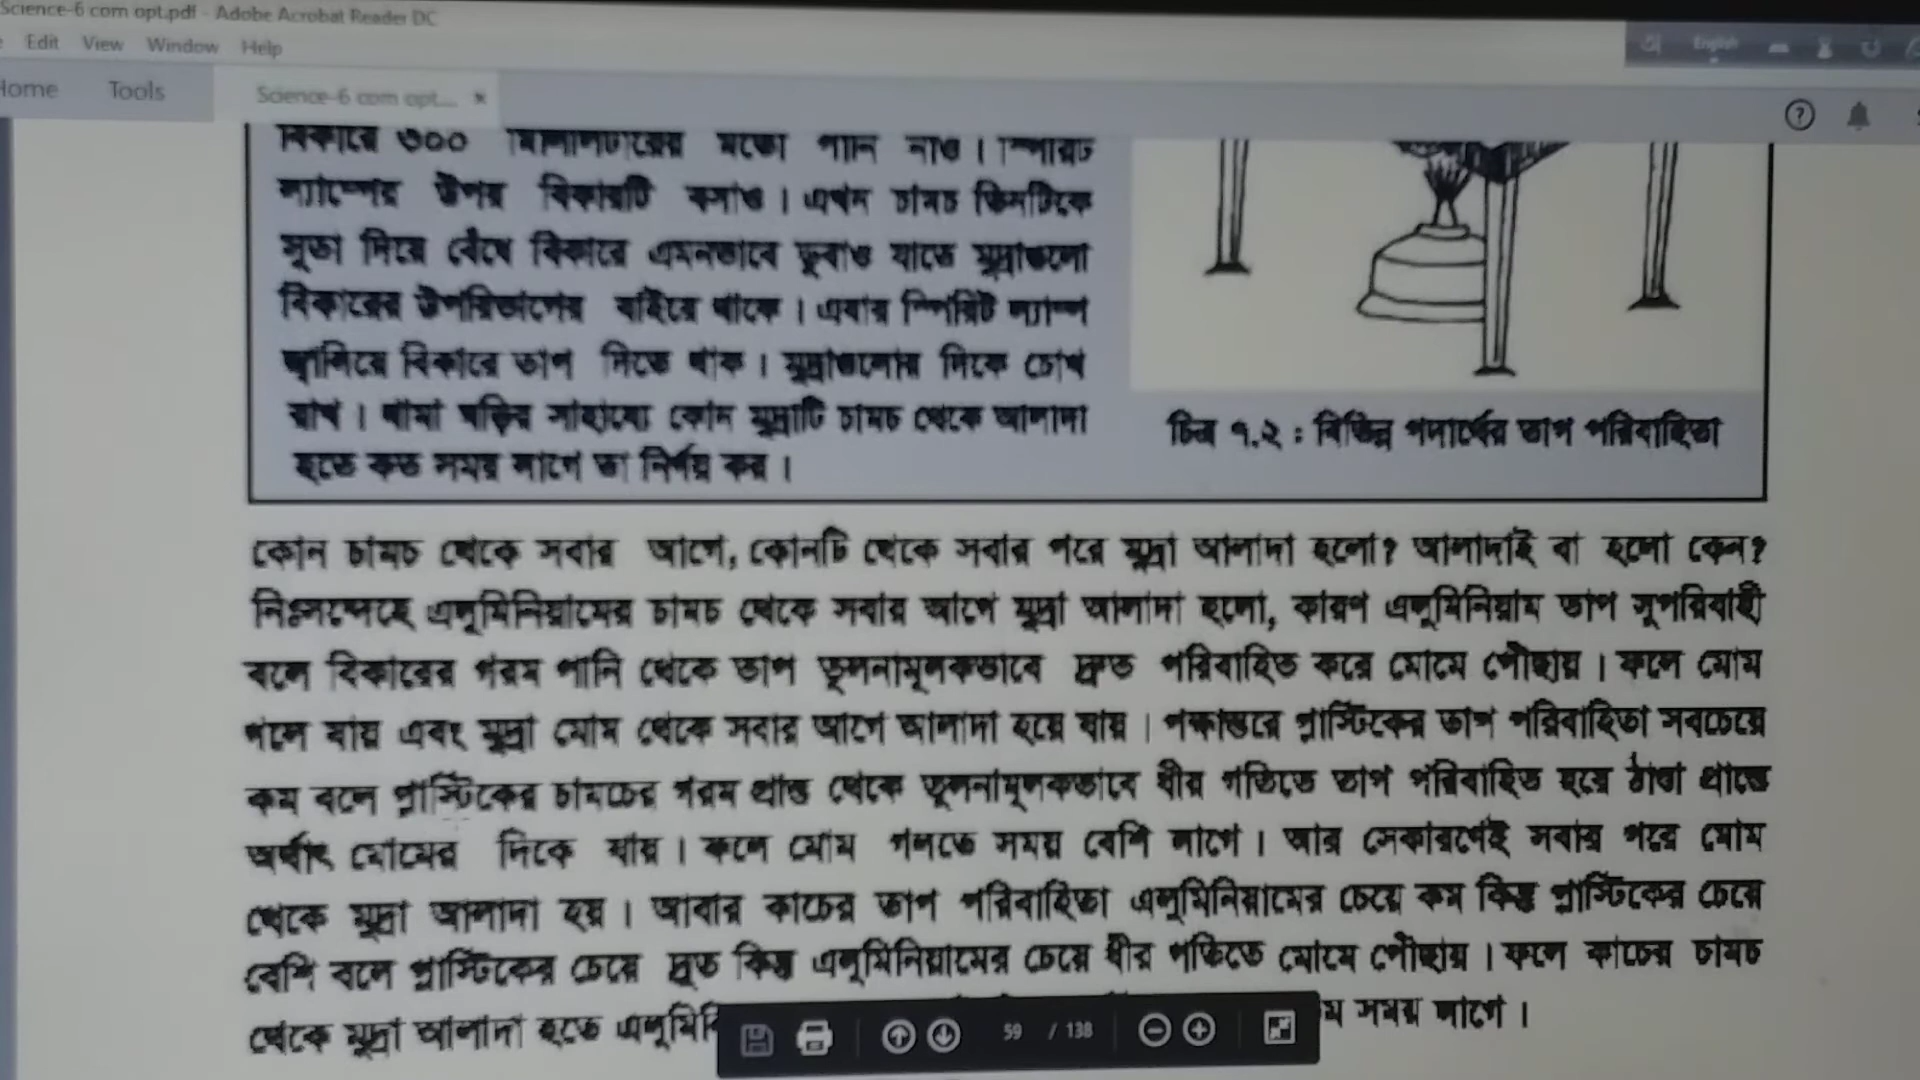 Science-6 com opt.pdf - Adobe Acrobat Reader DC
Edit View Window Help
English
Home Tools Science-6 com opt... ×
বিকারে ৩০০ মিলিলিটারের মতো পানি নাও। স্পিরিট
ল্যাম্পের উপর বিকারটি বসাও। এখন চামচ তিনটিকে
সুতা দিয়ে বেঁধে বিকারে এমনভাবে ডুবাও যাতে মুদ্রাগুলো
বিকারের উপরিভাগের বাইরে থাকে। এবার স্পিরিট ল্যাম্প
জ্বালিয়ে বিকারে তাপ দিতে থাক। মুদ্রাগুলোর দিকে চোখ
রাখ। থামা ঘড়ির সাহায্যে কোন মুদ্রাটি চামচ থেকে আলাদা
হতে কত সময় লাগে তা নির্ণয় কর।
চিত্র ৭.২ : বিভিন্ন পদার্থের তাপ পরিবাহিতা
কোন চামচ থেকে সবার আগে, কোনটি থেকে সবার পরে মুদ্রা আলাদা হলো? আলাদাই বা হলো কেন?
নিঃসন্দেহে এলুমিনিয়ামের চামচ থেকে সবার আগে মুদ্রা আলাদা হলো, কারণ এলুমিনিয়াম তাপ সুপরিবাহী
বলে বিকারের গরম পানি থেকে তাপ তুলনামূলকভাবে দ্রুত পরিবাহিত করে মোমে পৌঁছায়। ফলে মোম
গলে যায় এবং মুদ্রা মোম থেকে সবার আগে আলাদা হয়ে যায়। পক্ষান্তরে প্লাস্টিকের তাপ পরিবাহিতা সবচেয়ে
কম বলে প্লাস্টিকের চামচের গরম প্রান্ত থেকে তুলনামূলকভাবে ধীর গতিতে তাপ পরিবাহিত হয়ে ঠাণ্ডা প্রান্তে
অর্থাৎ মোমের দিকে যায়। ফলে মোম গলতে সময় বেশি লাগে। আর সেকারণেই সবার পরে মোম
থেকে মুদ্রা আলাদা হয়। আবার কাচের তাপ পরিবাহিতা এলুমিনিয়ামের চেয়ে কম কিন্তু প্লাস্টিকের চেয়ে
বেশি বলে প্লাস্টিকের চেয়ে দ্রুত কিন্তু এলুমিনিয়ামের চেয়ে ধীর গতিতে মোমে পৌঁছায়। ফলে কাচের চামচ
থেকে মুদ্রা আলাদা হতে সময় লাগে।
59 / 138